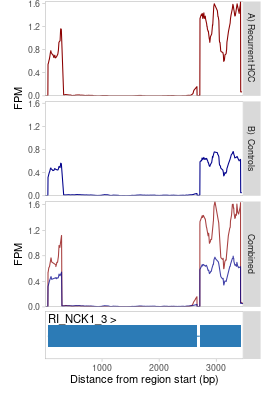 1.6
1.2
0.8
0.4
0.0
A) Recurrent HCC
FPM
1.6
1.2
0.8
0.4
0.0
B) Controls
1.6
1.2
0.8
0.4
0.0
FPM
Combined
RI_NCK1_3 >
1000
2000
3000
Distance from region start (bp)